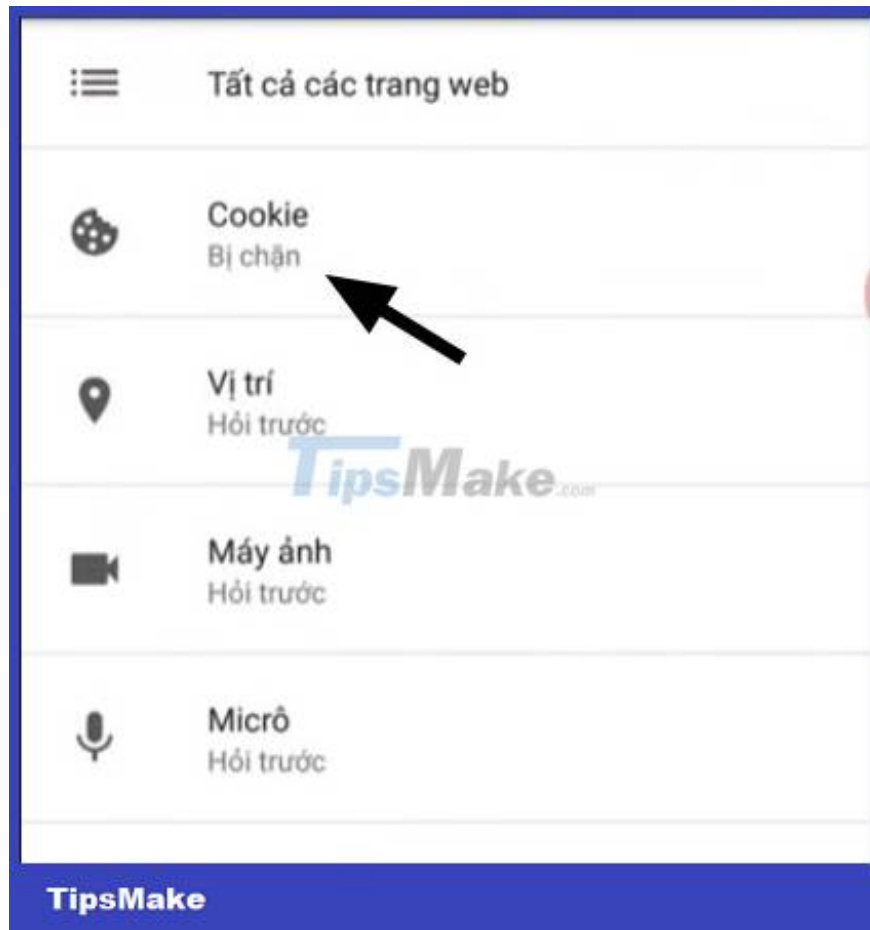 Tất cả các trang web
Cookie
Bị chặn
Vị trí
Hỏi trước
TipsMake.com
Máy ảnh
Hỏi trước
Micrô
Hỏi trước
TipsMake